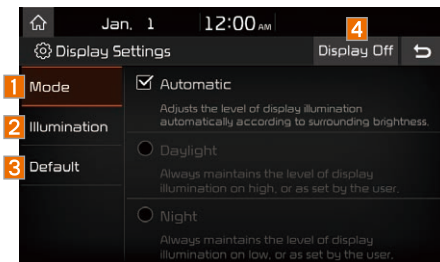 Jan. 1 12:00 AM
4
Display Settings Display Off
1 Mode
Automatic
Adjusts the level of display illumination
automatically according to surrounding brightness.
2 Illumination
Daylight
3 Default
Always maintains the level of display
illumination on high, or as set by the user.
Night
Always maintains the level of display
illumination on low, or as set by the user.